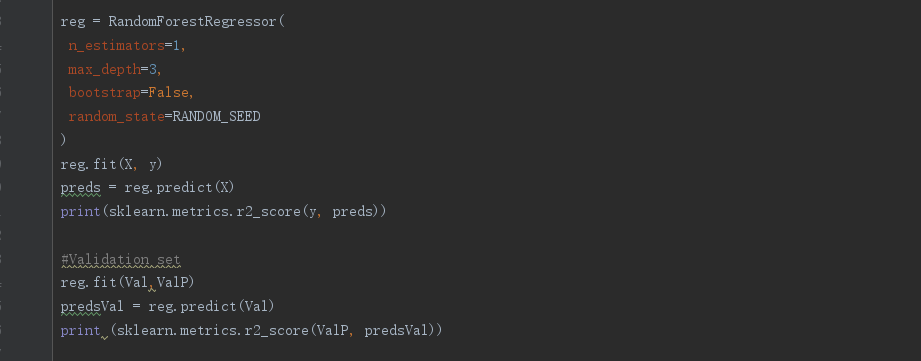 reg = RandomForestRegressor(
n_estimators=1,
max_depth=3,
bootstrap=False,
random_state=RANDOM_SEED
)
reg.fit(X, y)
preds = reg.predict(X)
print(sklearn.metrics.r2_score(y, preds))
#Validation set
reg.fit(Val,ValP)
predsVal = reg.predict(Val)
print (sklearn.metrics.r2_score(ValP, predsVal))